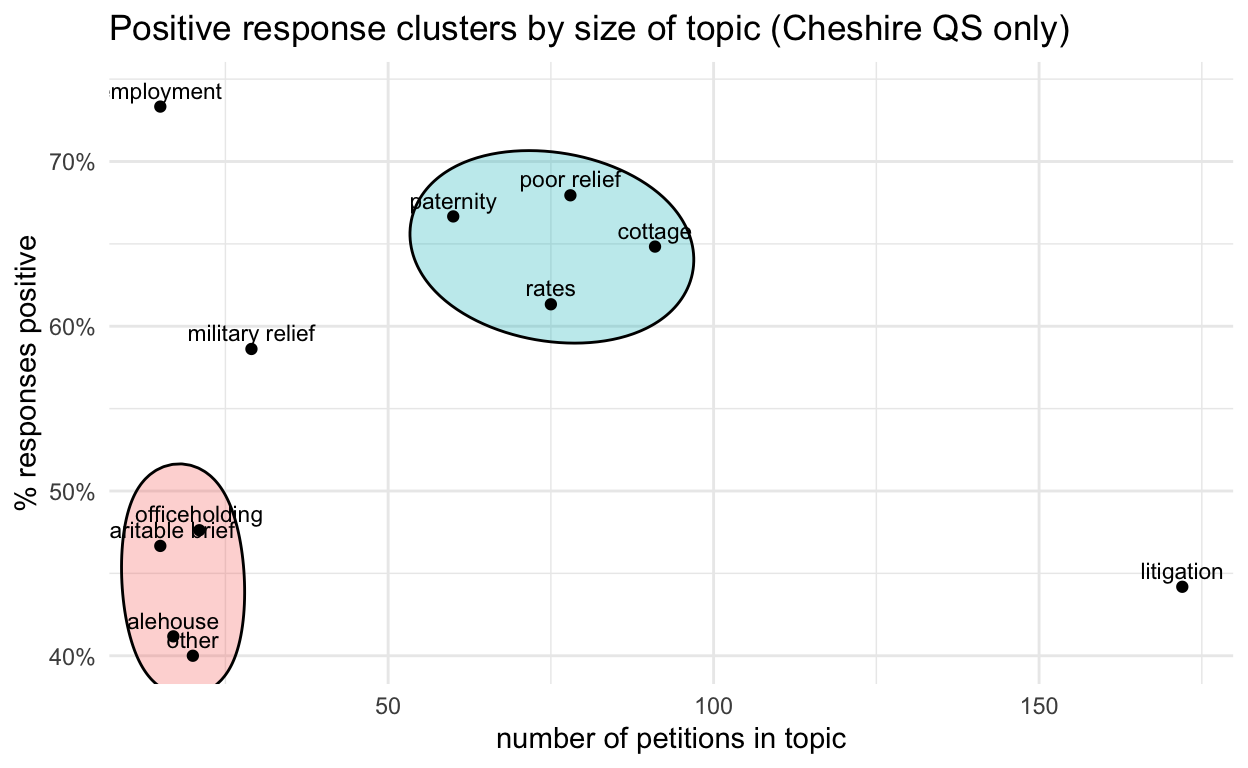 Positive response clusters by size of topic (Cheshire QS only)
mployment
70%
poor relief
paternity
cottage
rates
60%
military relief
% responses positive
50%
officeholding
aritable brief
litigation
alehouse
other
40%
50
100
150
number of petitions in topic